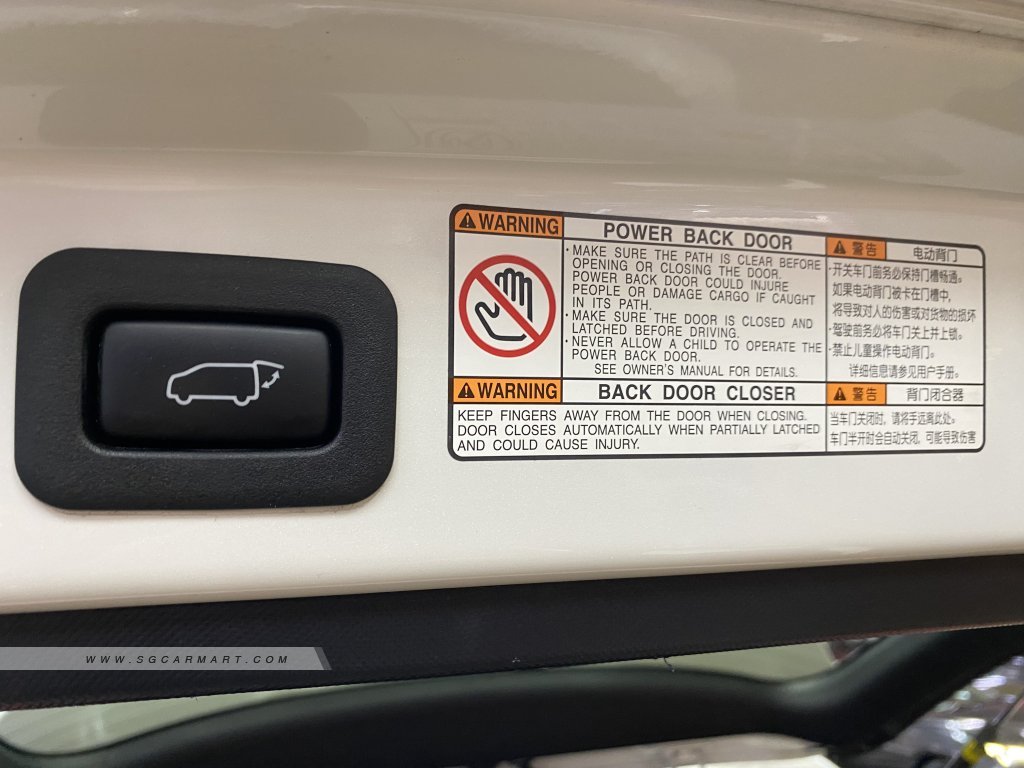 WARNING
POWER BACK DOOR
· MAKE SURE THE PATH IS CLEAR BEFORE
OPENING OR CLOSING THE DOOR.
POWER BACK DOOR COULD INJURE
PEOPLE OR DAMAGE CARGO IF CAUGHT
IN ITS PATH.
· MAKE SURE THE DOOR IS CLOSED AND
LATCHED BEFORE DRIVING.
· NEVER ALLOW A CHILD TO OPERATE THE
POWER BACK DOOR.
SEE OWNER'S MANUAL FOR DETAILS.
警告
电动背门
·开关车门前务必保持门槽畅通。
如果电动背门被卡在门槽中,
将导致对人的伤害或对货物的损坏
·驾驶前务必将车门关上并上锁。
·禁止儿童操作电动背门。
详细信息请参见用户手册。
WARNING
BACK DOOR CLOSER
KEEP FINGERS AWAY FROM THE DOOR WHEN CLOSING.
DOOR CLOSES AUTOMATICALLY WHEN PARTIALLY LATCHED
AND COULD CAUSE INJURY.
警告
背门闭合器
当车门关闭时, 请将手远离此处。
车门半开时会自动关闭, 可能导致伤害
WWW.SGCARMART.COM